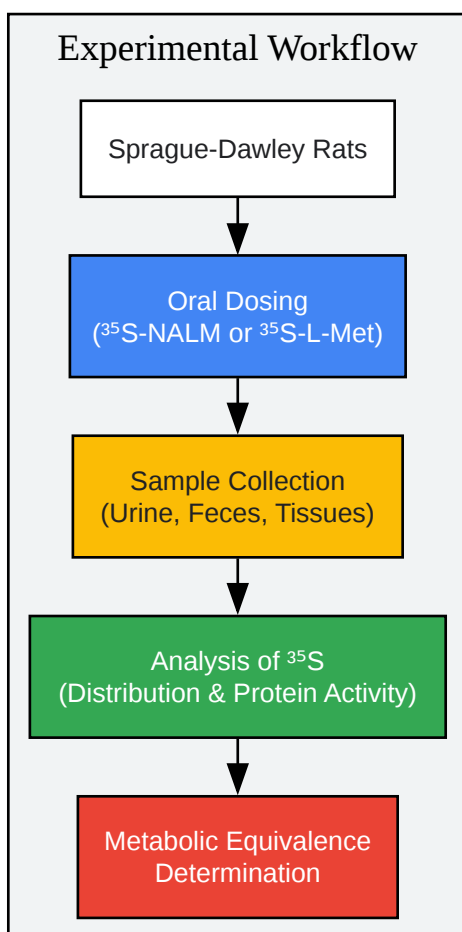 Experimental Workflow
Sprague-Dawley Rats
Oral Dosing
(³⁵S-NALM or ³⁵S-L-Met)
Sample Collection
(Urine, Feces, Tissues)
Analysis of ³⁵S
(Distribution & Protein Activity)
Metabolic Equivalence
Determination